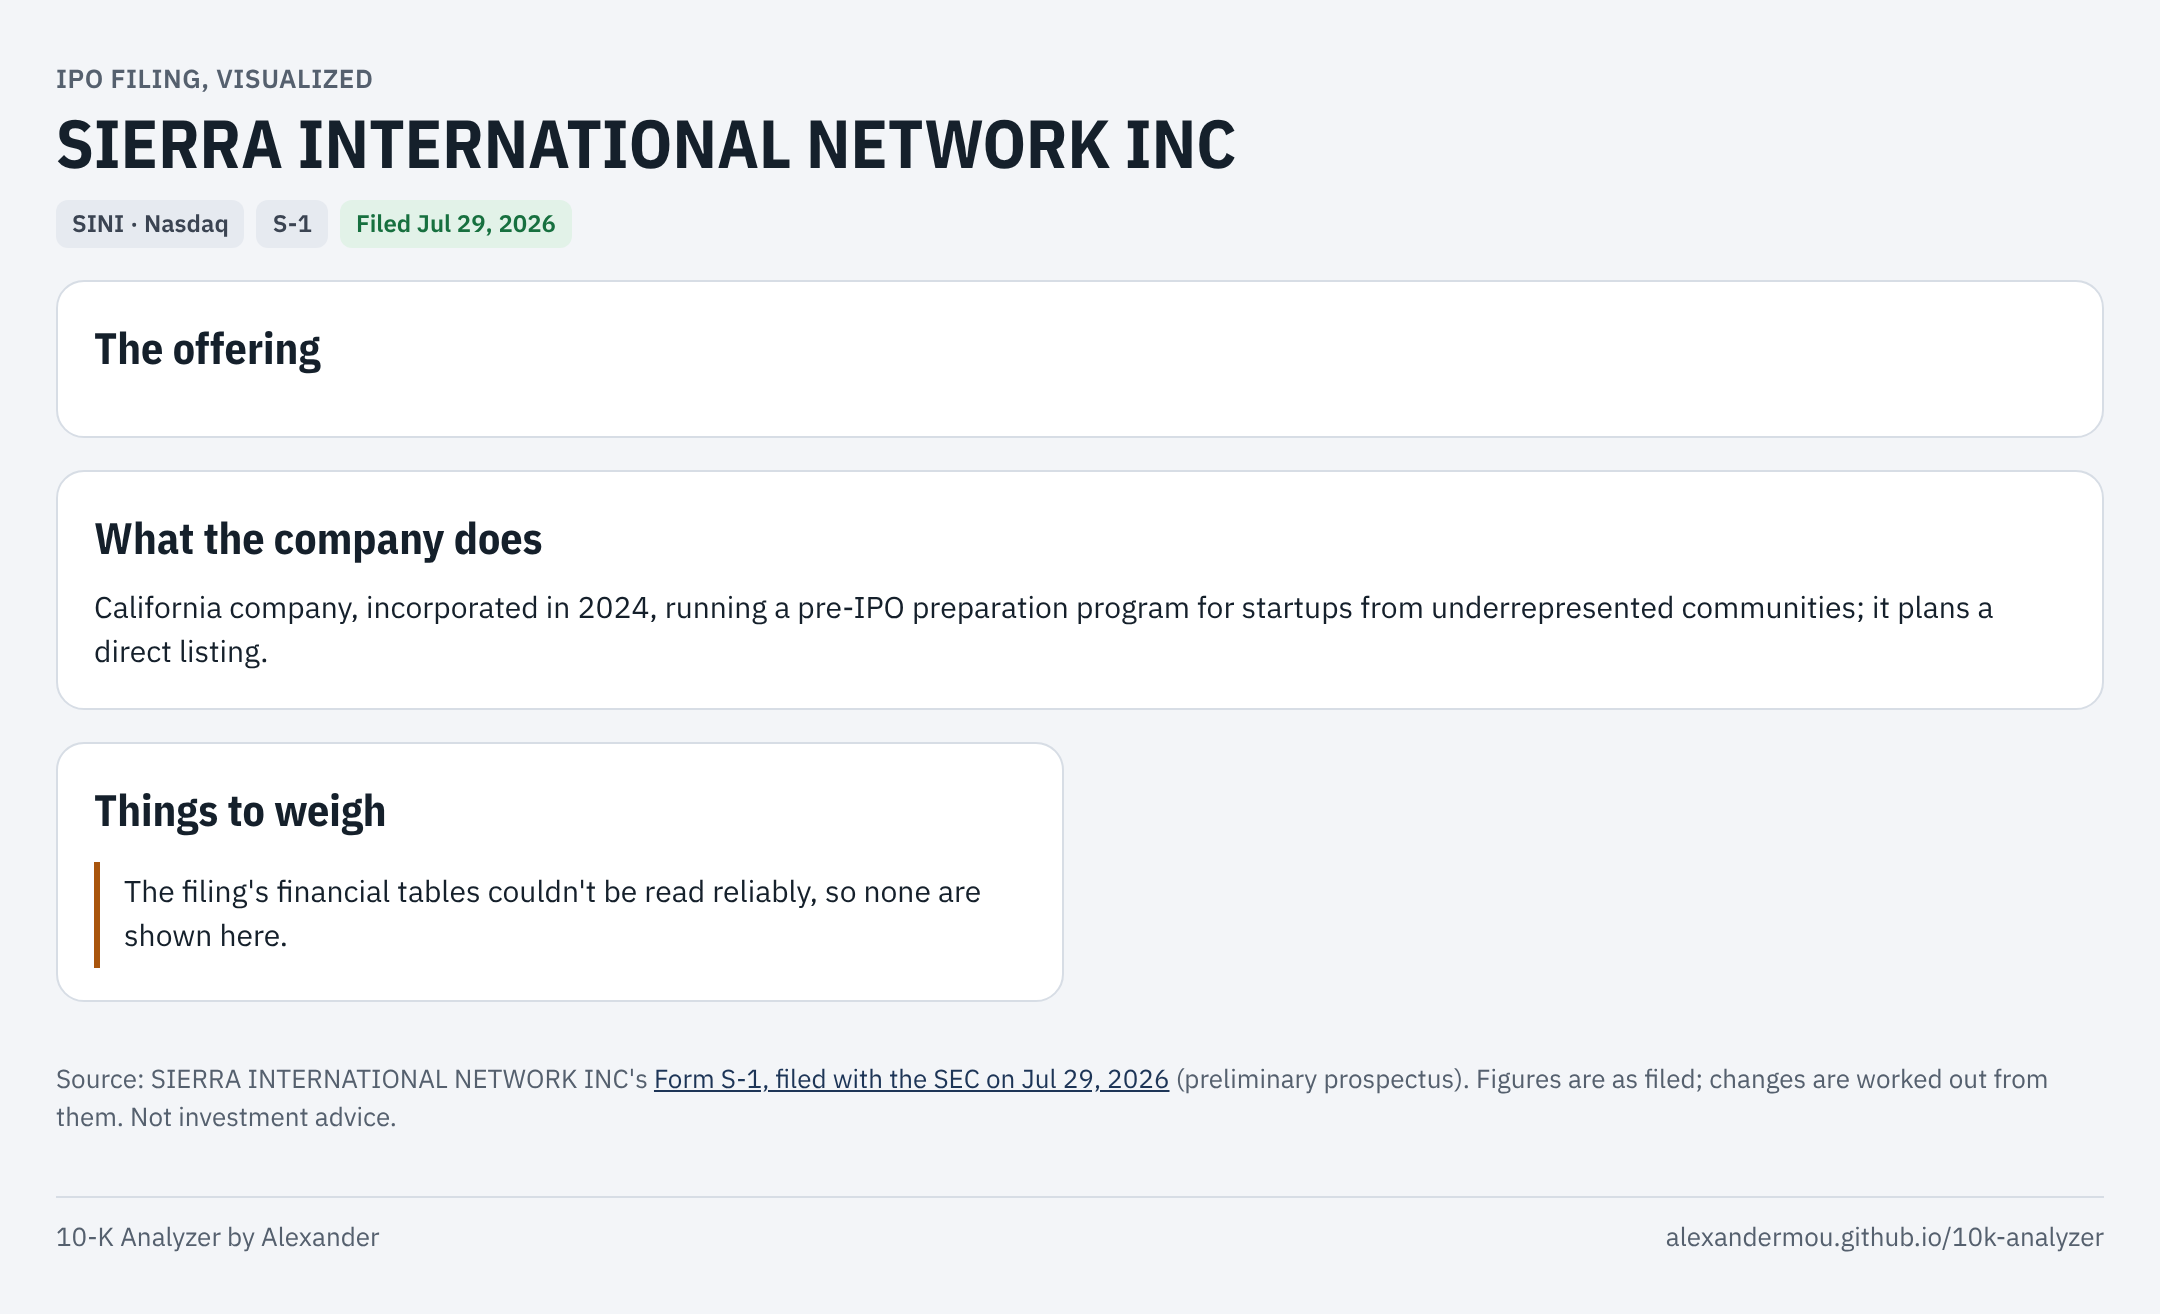 IPO FILING, VISUALIZED
SIERRA INTERNATIONAL NETWORK INC
SINI · Nasdaq S-1 Filed Jul 29, 2026
The offering
What the company does
California company, incorporated in 2024, running a pre-IPO preparation program for startups from underrepresented communities; it plans a
direct listing.
Things to weigh
The filing's financial tables couldn't be read reliably, so none are
shown here.
Source: SIERRA INTERNATIONAL NETWORK INC's Form S-1, filed with the SEC on Jul 29, 2026 (preliminary prospectus). Figures are as filed; changes are worked out from
them. Not investment advice.
10-K Analyzer by Alexander alexandermou.github.io/10k-analyzer